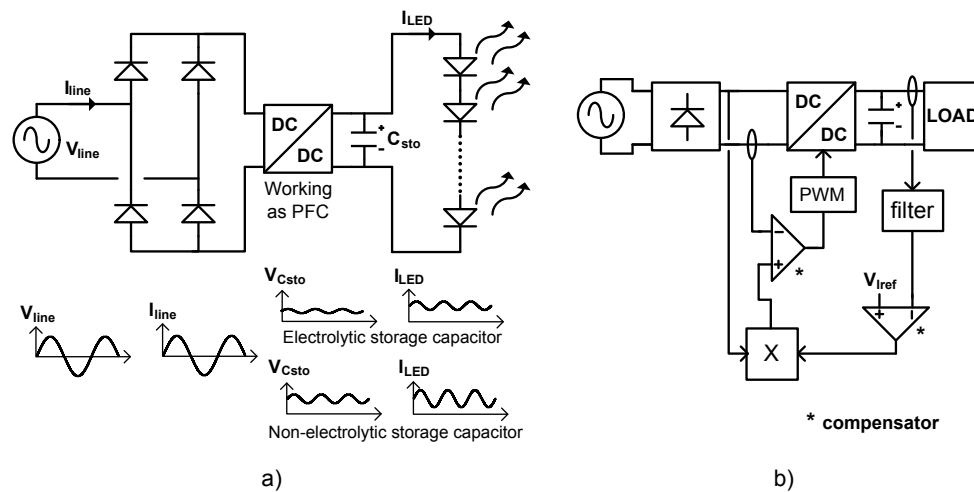 I_LED
I_line
V_line
DC
DC
+
-
C_sto
Working
as PFC
V_line
I_line
V_Csto
I_LED
Electrolytic storage capacitor
V_Csto
I_LED
Non-electrolytic storage capacitor
a)
DC
DC
+
-
LOAD
PWM
filter
-
+
*
V_Iref
+
-
*
X
* compensator
b)